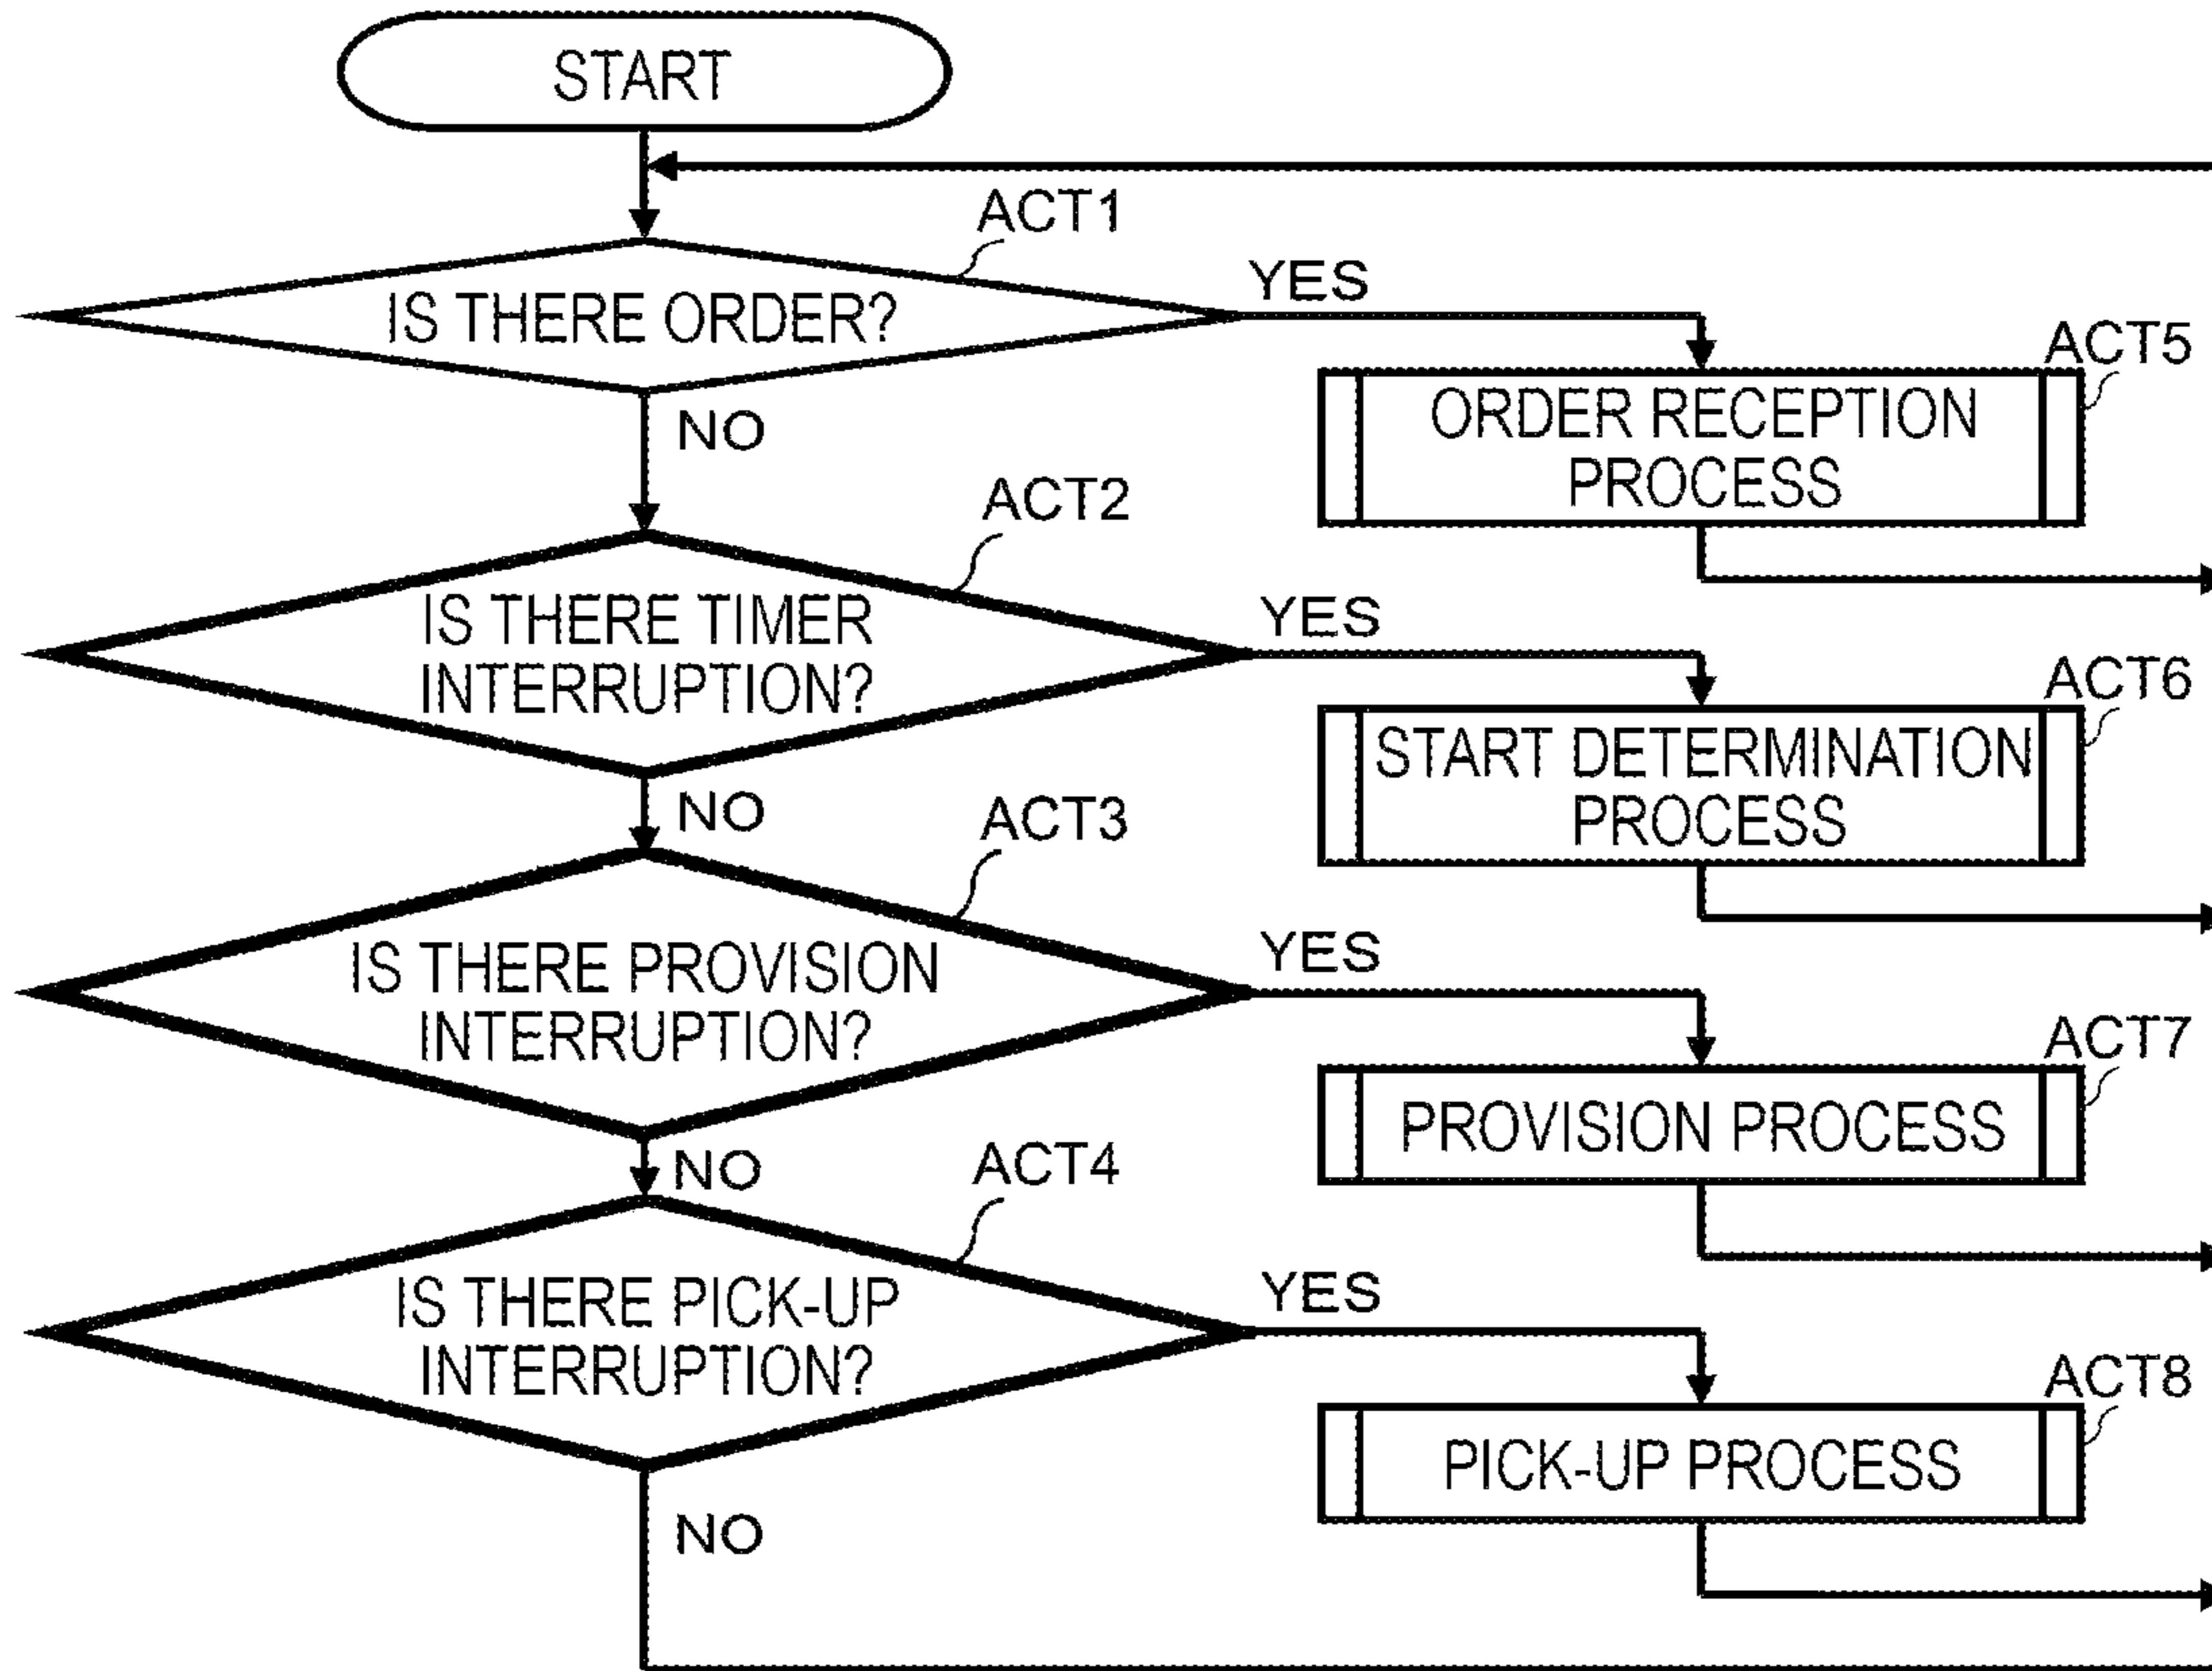 START
ACT1
IS THERE ORDER?
YES
ACT5
ORDER RECEPTION
PROCESS
NO
ACT2
IS THERE TIMER
INTERRUPTION?
YES
ACT6
START DETERMINATION
PROCESS
NO
ACT3
IS THERE PROVISION
INTERRUPTION?
YES
ACT7
PROVISION PROCESS
NO
ACT4
IS THERE PICK-UP
INTERRUPTION?
YES
ACT8
PICK-UP PROCESS
NO